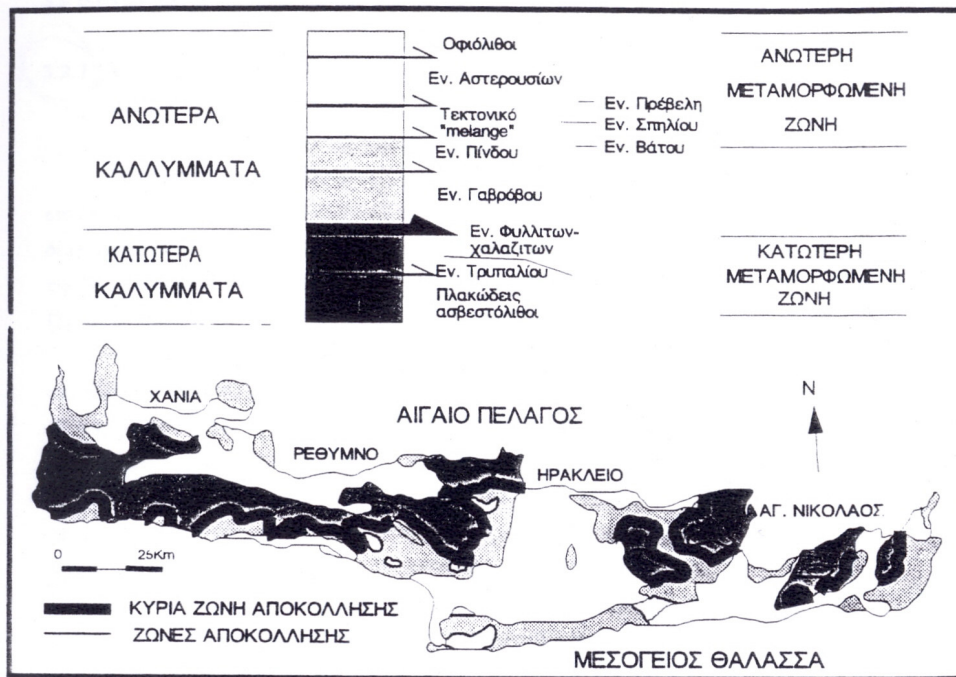 ΑΝΩΤΕΡΑ
ΚΑΛΛΥΜΜΑΤΑ
ΚΑΤΩΤΕΡΑ
ΚΑΛΛΥΜΜΑΤΑ
Οφιόλιθοι
Εν. Αστερουσίων
Τεκτονικό
"melange"
Εν. Πίνδου
Εν. Γαβρόβου
Εν. Φυλλιτων-
χαλαζιτων
Εν. Τρυπαλίου
Πλακώδεις
ασβεστόλιθοι
Εν. Πρέβελη
Εν. Σπηλίου
Εν. Βάτου
ΑΝΩΤΕΡΗ
ΜΕΤΑΜΟΡΦΩΜΕΝΗ
ΖΩΝΗ
ΚΑΤΩΤΕΡΗ
ΜΕΤΑΜΟΡΦΩΜΕΝΗ
ΖΩΝΗ
ΧΑΝΙΑ
ΑΙΓΑΙΟ ΠΕΛΑΓΟΣ
N
ΡΕΘΥΜΝΟ
ΗΡΑΚΛΕΙΟ
ΑΓ. ΝΙΚΟΛΑΟΣ
0 25Km
ΚΥΡΙΑ ΖΩΝΗ ΑΠΟΚΟΛΛΗΣΗΣ
ΖΩΝΕΣ ΑΠΟΚΟΛΛΗΣΗΣ
ΜΕΣΟΓΕΙΟΣ ΘΑΛΑΣΣΑ